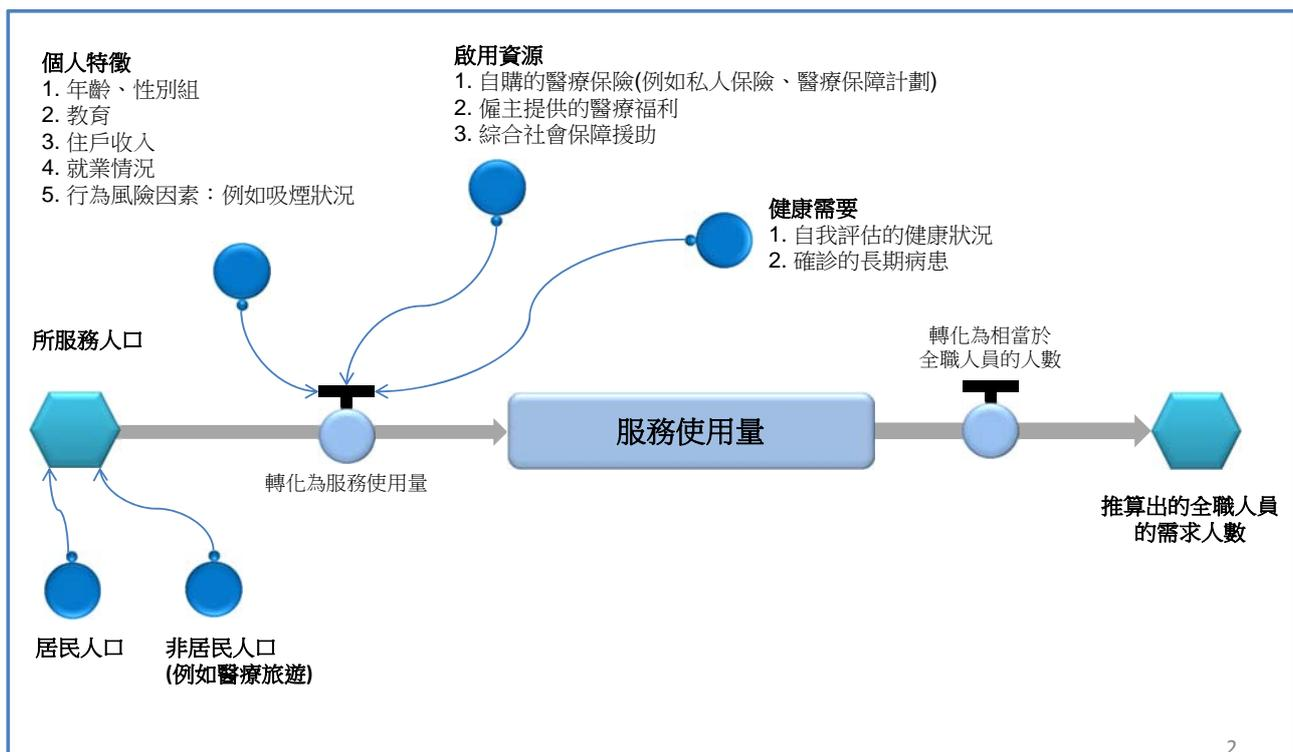 個人特徵
1. 年齡、性別組
2. 教育
3. 住戶收入
4. 就業情況
5. 行為風險因素：例如吸煙狀況
啟用資源
1. 自購的醫療保險(例如私人保險、醫療保障計劃)
2. 僱主提供的醫療福利
3. 綜合社會保障援助
健康需要
1. 自我評估的健康狀況
2. 確診的長期病患
所服務人口
轉化為相當於
全職人員的人數
服務使用量
轉化為服務使用量
推算出的全職人員
的需求人數
居民人口
非居民人口
(例如醫療旅遊)
2